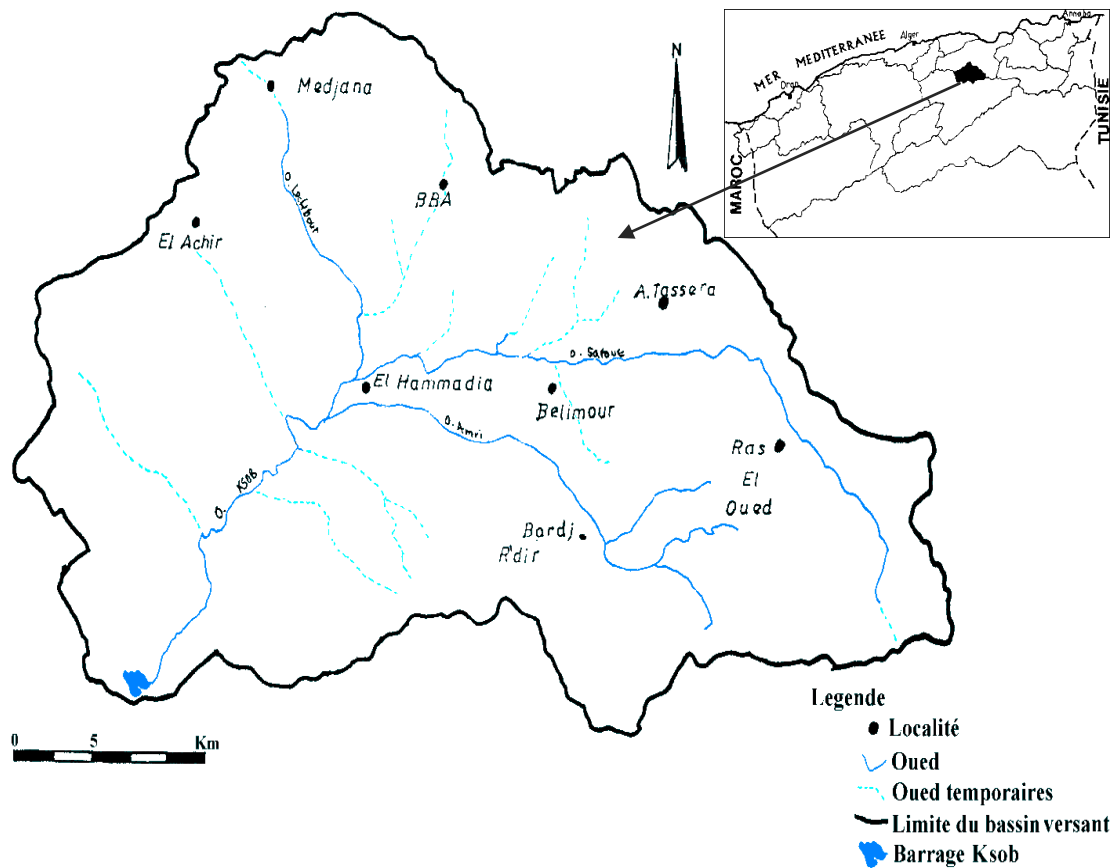 MER MEDITERRANEE
Alger
Annaba
Oran
MAROC
TUNISIE
N
Medjana
BBA
El Achir
A. Tassera
O. Safoue
El Hammadia
Belimour
O. Amri
Ras
El
Oued
O. KSOB
Bordj
R'dir
0 5 Km
Legende
Localité
Oued
Oued temporaires
Limite du bassin versant
Barrage Ksob